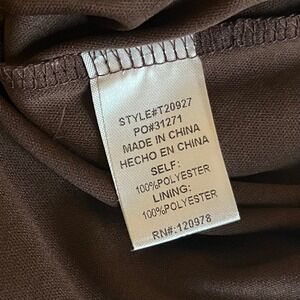 STYLE#T20927
PO#31271
MADE IN CHINA
HECHO EN CHINA
SELF:
100%POLYESTER
LINING:
100%POLYESTER
RN#:120978